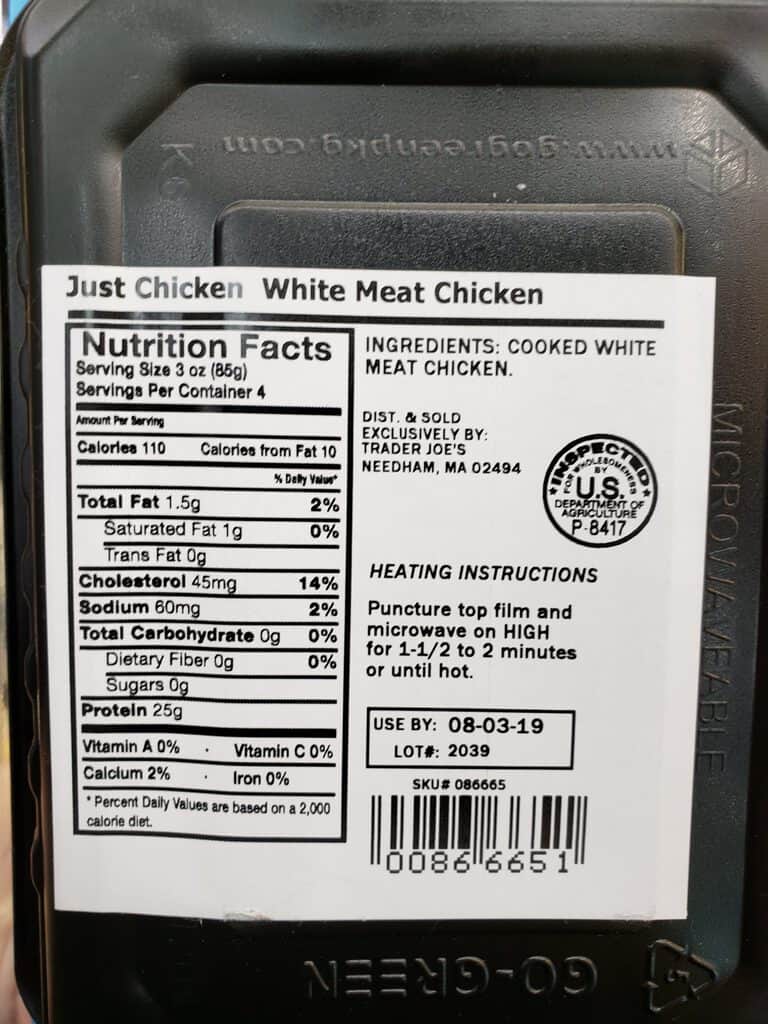 www.gogreenpkg.com
Just Chicken White Meat Chicken
Nutrition Facts
Serving Size 3 oz (85g)
Servings Per Container 4
Amount Per Serving
Calories 110 Calories from Fat 10
% Daily Value*
Total Fat 1.5g 2%
Saturated Fat 1g 0%
Trans Fat 0g
Cholesterol 45mg 14%
Sodium 60mg 2%
Total Carbohydrate 0g 0%
Dietary Fiber 0g 0%
Sugars 0g
Protein 25g
Vitamin A 0% · Vitamin C 0%
Calcium 2% · Iron 0%
* Percent Daily Values are based on a 2,000
calorie diet.
INGREDIENTS: COOKED WHITE
MEAT CHICKEN.
DIST. & SOLD
EXCLUSIVELY BY:
TRADER JOE'S
NEEDHAM, MA 02494
INSPECTED
FOR WHOLESOMENESS
BY
U.S.
DEPARTMENT OF
AGRICULTURE
P-8417
HEATING INSTRUCTIONS
Puncture top film and
microwave on HIGH
for 1-1/2 to 2 minutes
or until hot.
USE BY: 08-03-19
LOT#: 2039
SKU# 086665
0086 6651
MICROWAVEABLE
GO-GREEN
5